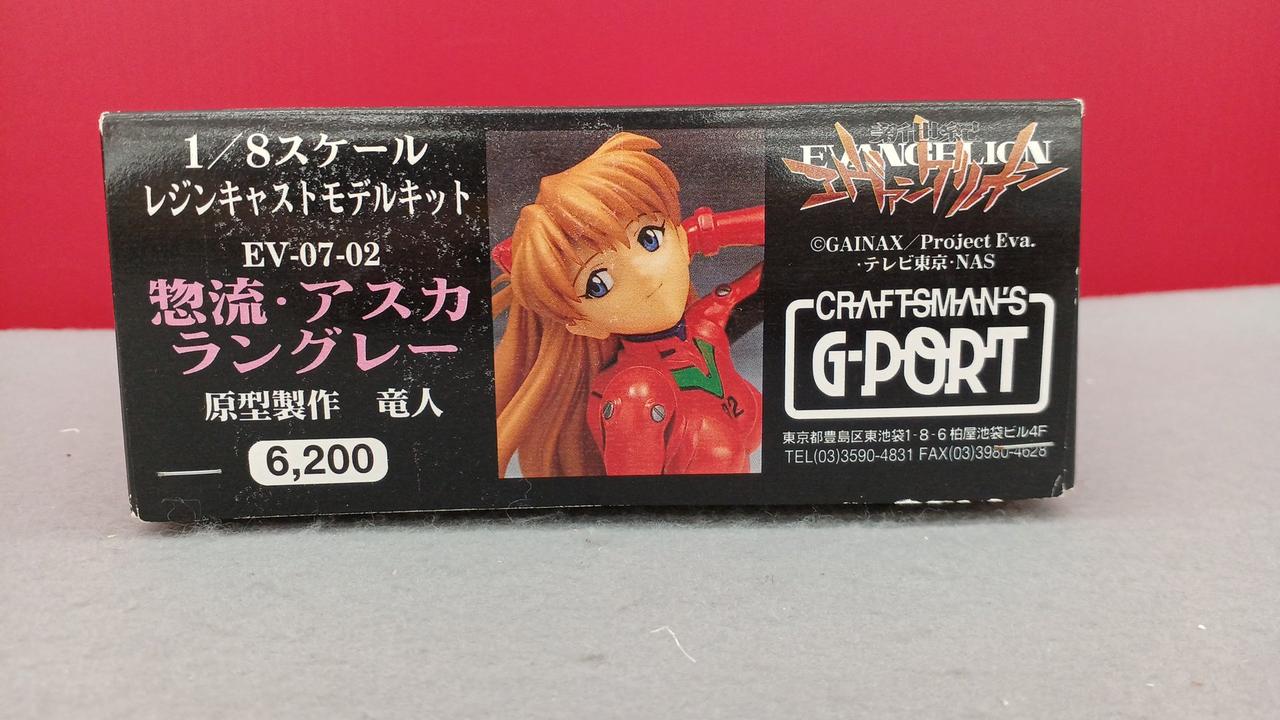 1/8スケール
レジンキャストモデルキット
EV-07-02
惣流・アスカ
ラングレー
原型製作 竜人
6,200
02
新世紀
EVANGELION
エヴァンゲリオン
©GAINAX/Project Eva.
・テレビ東京・NAS
CRAFTSMAN'S
G-PORT
東京都豊島区東池袋1-8-6 柏屋池袋ビル4F
TEL(03)3590-4831 FAX(03)3980-4628